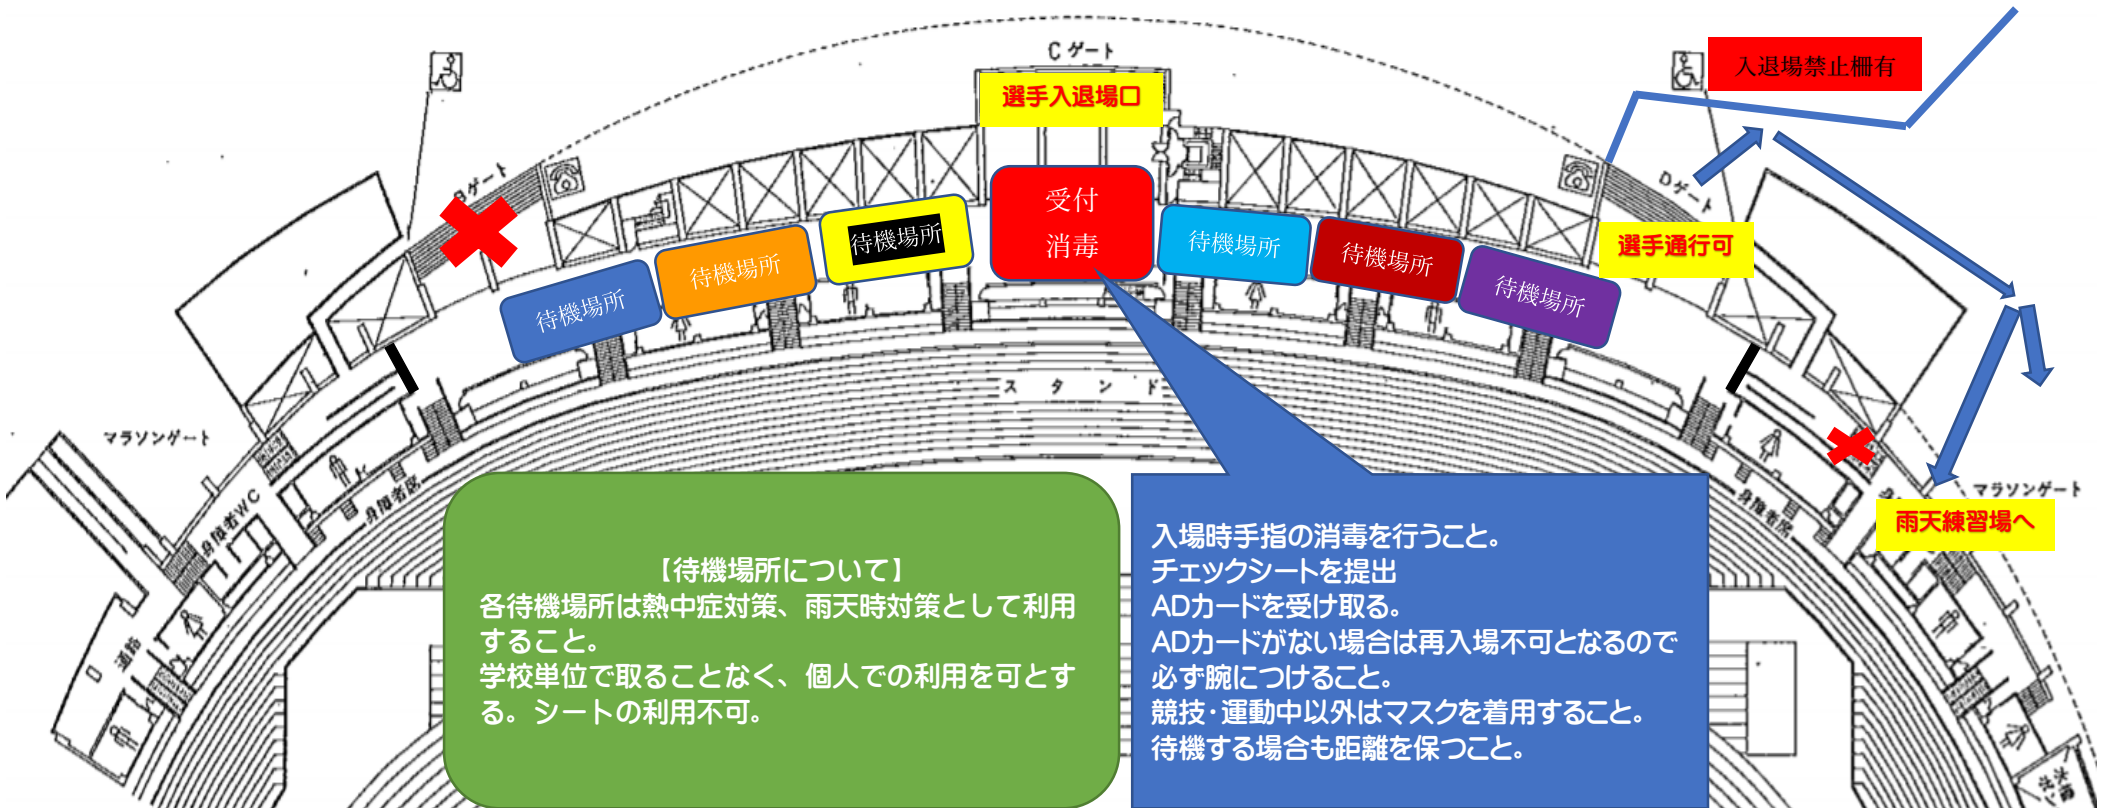 Cゲート
選手入退場口
入退場禁止柵有
Bゲート
Dゲート
選手通行可
受付
消毒
待機場所
待機場所
待機場所
待機場所
待機場所
待機場所
スタンド
マラソンゲート
身障者WC
身障者席
身障者席
マラソンゲート
雨天練習場へ
【待機場所について】
各待機場所は熱中症対策、雨天時対策として利用
すること。
学校単位で取ることなく、個人での利用を可とす
る。シートの利用不可。
入場時手指の消毒を行うこと。
チェックシートを提出
ADカードを受け取る。
ADカードがない場合は再入場不可となるので
必ず腕につけること。
競技・運動中以外はマスクを着用すること。
待機する場合も距離を保つこと。